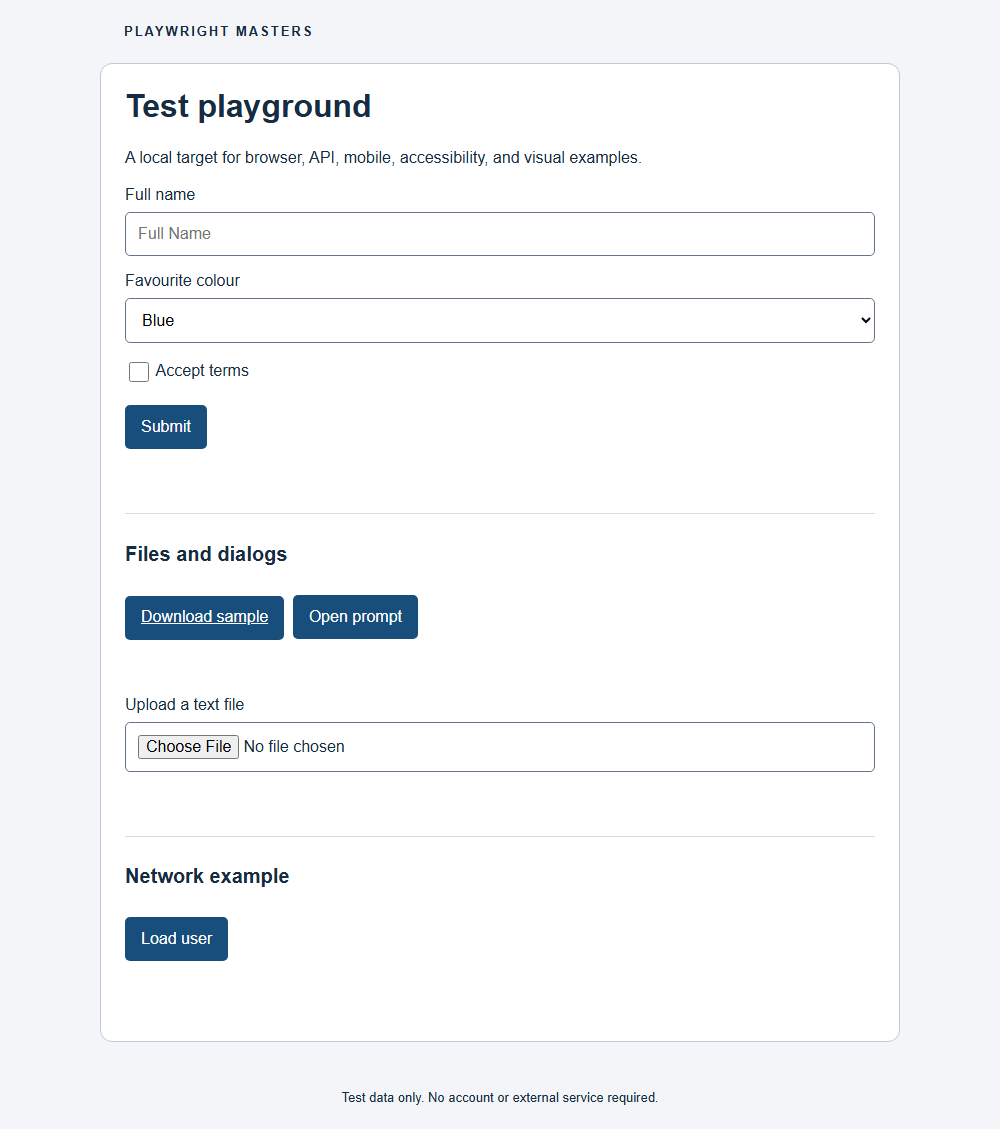 PLAYWRIGHT MASTERS
Test playground
A local target for browser, API, mobile, accessibility, and visual examples.
Full name
Full Name
Favourite colour
Blue
Accept terms
Submit
Files and dialogs
Download sample Open prompt
Upload a text file
Choose File No file chosen
Network example
Load user
Test data only. No account or external service required.